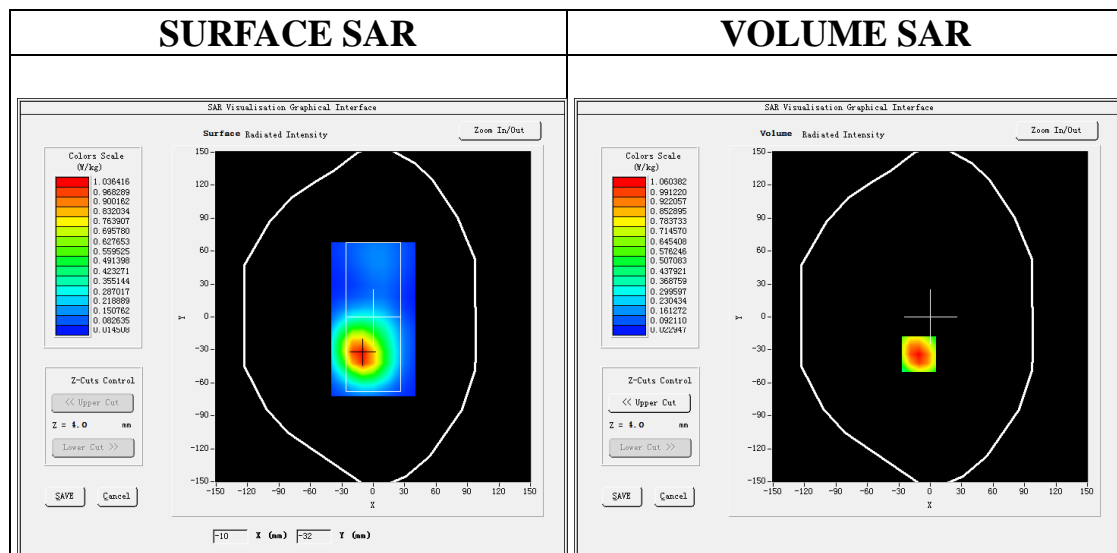 SURFACE SAR
VOLUME SAR
SAR Visualisation Graphical Interface
Surface Radiated Intensity
Zoom In/Out
Colors Scale
(W/kg)
1.036416
0.968289
0.900162
0.832034
0.763907
0.695780
0.627653
0.559525
0.491398
0.423271
0.355144
0.287017
0.218889
0.150762
0.082635
0.014508
150
120
90
60
30
0
-30
-60
-90
-120
-150
Y
-150 -120 -90 -60 -30 0 30 60 90 120 150
X
Z-Cuts Control
<< Upper Cut
Z = 4.0 mm
Lower Cut >>
SAVE Cancel
-10 X (mm) -32 Y (mm)
SAR Visualisation Graphical Interface
Volume Radiated Intensity
Zoom In/Out
Colors Scale
(W/kg)
1.060382
0.991220
0.922057
0.852895
0.783733
0.714570
0.645408
0.576246
0.507083
0.437921
0.368759
0.299597
0.230434
0.161272
0.092110
0.022947
150
120
90
60
30
0
-30
-60
-90
-120
-150
Y
-150 -120 -90 -60 -30 0 30 60 90 120 150
X
Z-Cuts Control
<< Upper Cut
Z = 4.0 mm
Lower Cut >>
SAVE Cancel